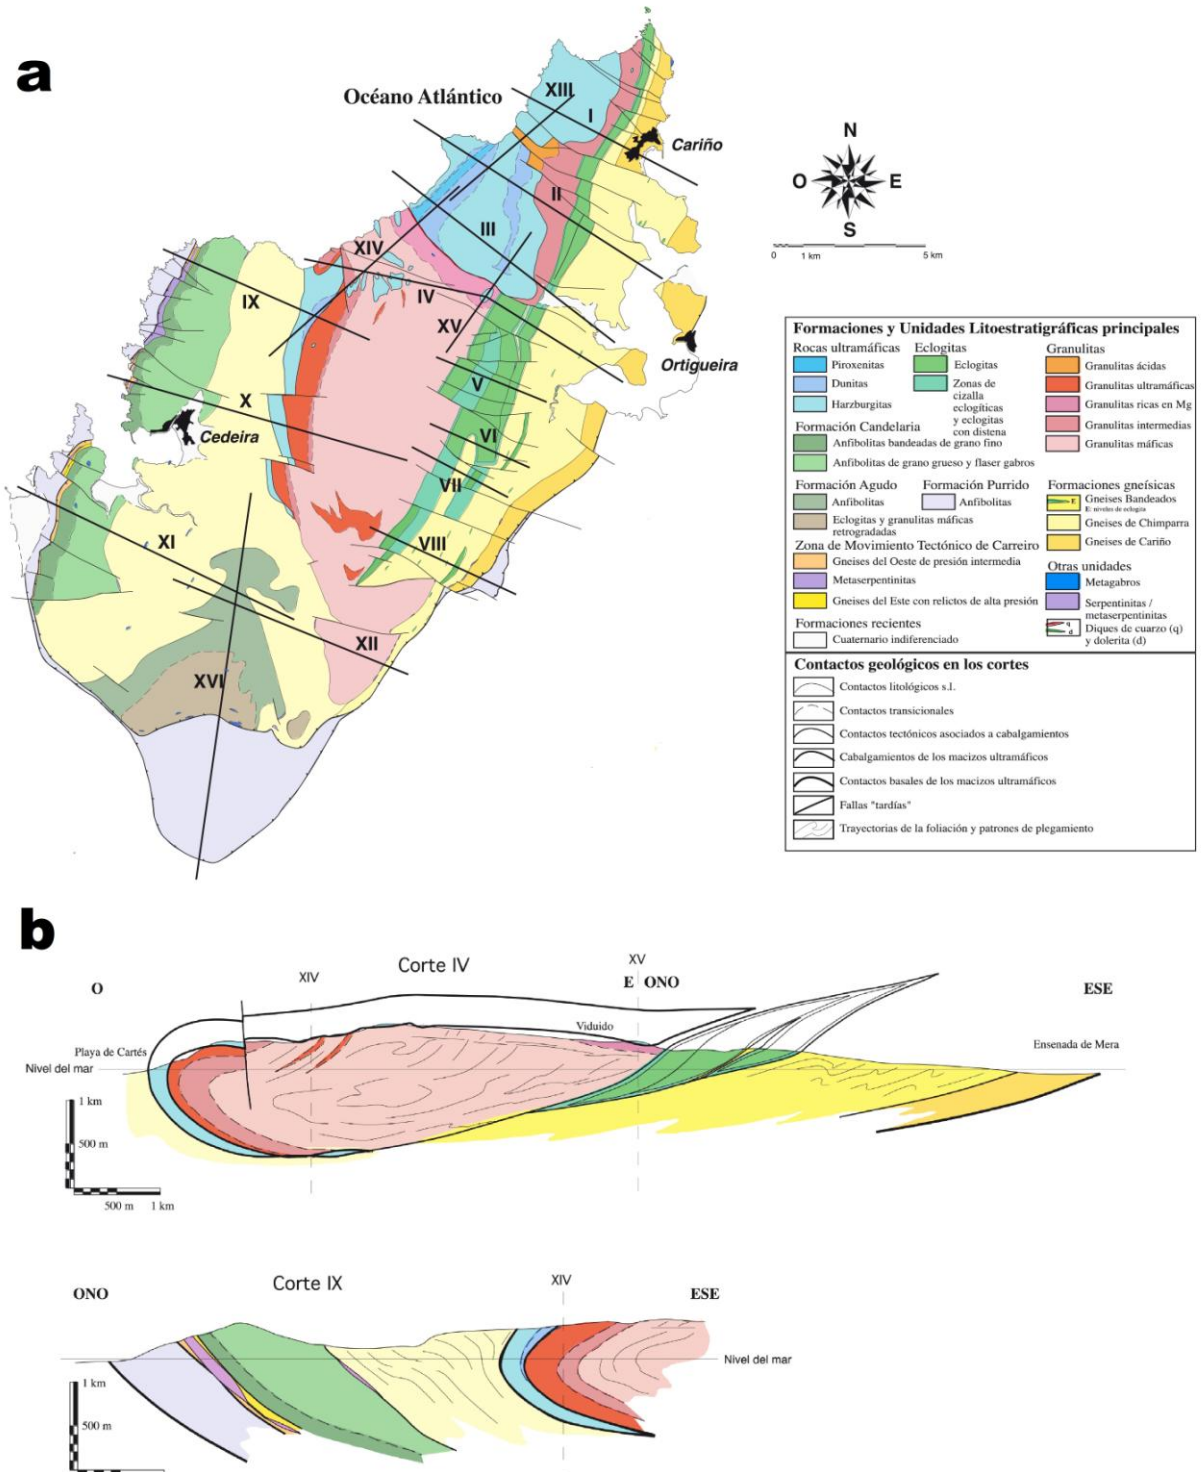 a
Océano Atlántico
XIII
I
Cariño
II
III
XIV
IX
IV
XV
Ortigueira
X
Cedeira
V
VI
VII
XI
VIII
XII
XVI
N
O E
S
0 1 km 5 km
Formaciones y Unidades Litoestratigráficas principales
Rocas ultramáficas
Piroxenitas
Dunitas
Harzburgitas
Eclogitas
Eclogitas
Zonas de
cizalla
eclogíticas
y eclogitas
con distena
Granulitas
Granulitas ácidas
Granulitas ultramáficas
Granulitas ricas en Mg
Granulitas intermedias
Granulitas máficas
Formación Candelaria
Anfibolitas bandeadas de grano fino
Anfibolitas de grano grueso y flaser gabros
Formación Agudo
Anfibolitas
Eclogitas y granulitas máficas
retrogradadas
Formación Purrido
Anfibolitas
Formaciones gneísicas
E
Gneises Bandeados
E: niveles de eclogita
Gneises de Chimparra
Gneises de Cariño
Zona de Movimiento Tectónico de Carreiro
Gneises del Oeste de presión intermedia
Metaserpentinitas
Gneises del Este con relictos de alta presión
Otras unidades
Metagabros
Serpentinitas /
metaserpentinitas
q
d
Diques de cuarzo (q)
y dolerita (d)
Formaciones recientes
Cuaternario indiferenciado
Contactos geológicos en los cortes
Contactos litológicos s.l.
Contactos transicionales
Contactos tectónicos asociados a cabalgamientos
Cabalgamientos de los macizos ultramáficos
Contactos basales de los macizos ultramáficos
Fallas "tardías"
Trayectorias de la foliación y patrones de plegamiento
b
O
XIV
Corte IV
XV
E ONO
ESE
Playa de Cartés
Viduido
Ensenada de Mera
Nivel del mar
1 km
500 m
500 m 1 km
ONO
Corte IX
XIV
ESE
Nivel del mar
1 km
500 m